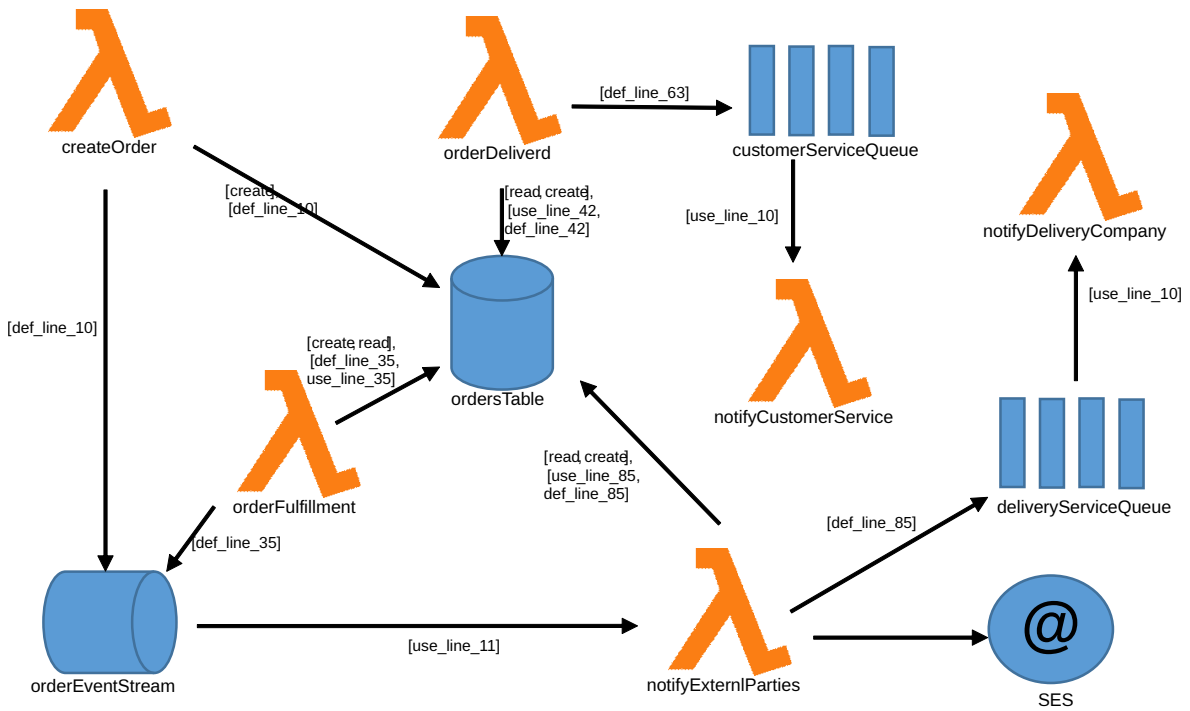 createOrder
orderDeliverd
[def_line_63]
customerServiceQueue
notifyDeliveryCompany
[create],
[def_line_10]
[read, create],
[use_line_42,
def_line_42]
[use_line_10]
[use_line_10]
[def_line_10]
[create, read],
[def_line_35,
use_line_35]
ordersTable
notifyCustomerService
[read, create],
[use_line_85,
def_line_85]
orderFulfillment
[def_line_35]
deliveryServiceQueue
[def_line_85]
@
[use_line_11]
orderEventStream
notifyExternlParties
SES